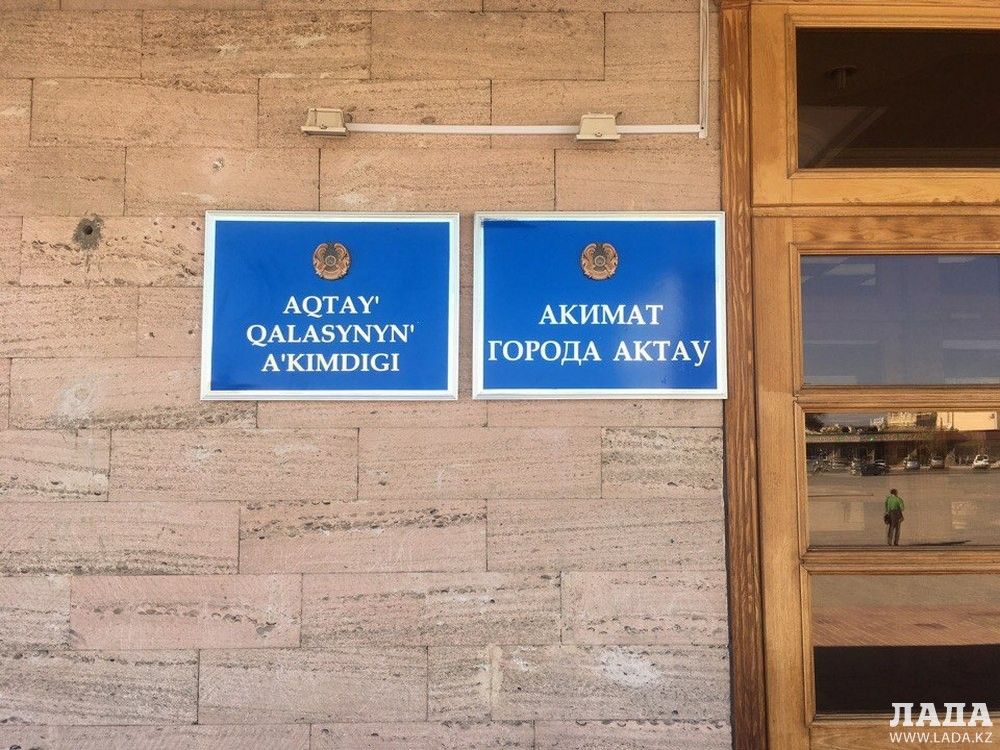 AQTAY'
QALASYNYN'
A'KIMDIGI
АКИМАТ
ГОРОДА АКТАУ
ЛАДА
WWW.LADA.KZ